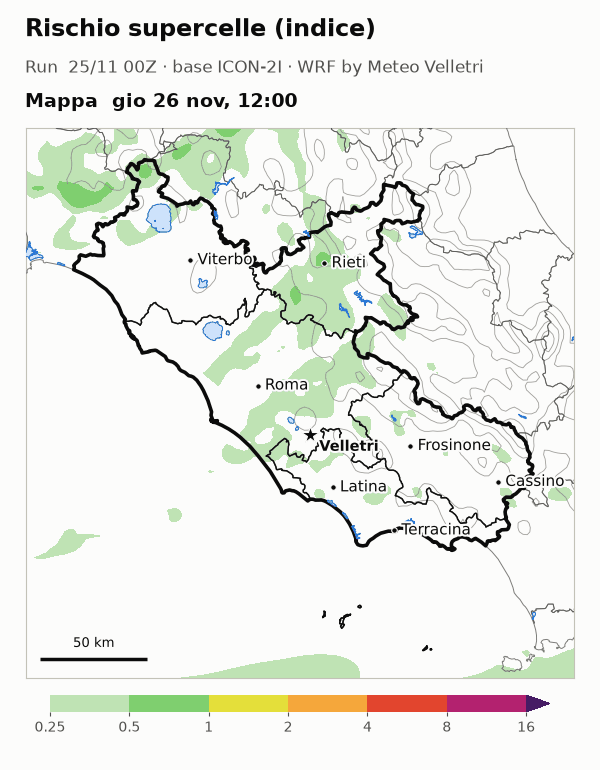 Rischio supercelle (indice)
Run  25/11 00Z · base ICON-2I · WRF by Meteo Velletri
Mappa  gio 26 nov, 12:00
Viterbo
Rieti
Roma
Velletri
Frosinone
Cassino
Latina
Terracina
50 km
0.25 0.5 1 2 4 8 16